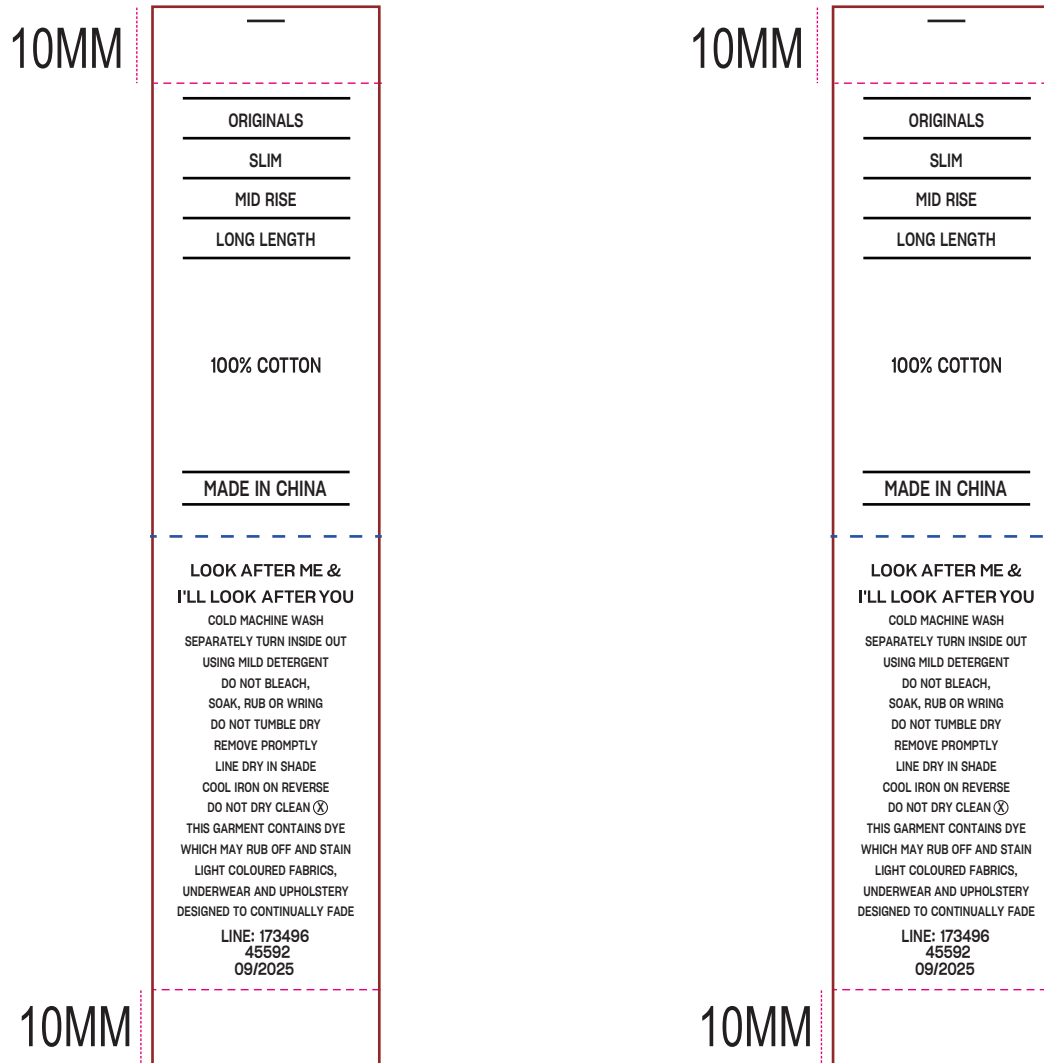 10MM
ORIGINALS
SLIM
MID RISE
LONG LENGTH
100% COTTON
MADE IN CHINA
LOOK AFTER ME &
I'LL LOOK AFTER YOU
COLD MACHINE WASH
SEPARATELY TURN INSIDE OUT
USING MILD DETERGENT
DO NOT BLEACH,
SOAK, RUB OR WRING
DO NOT TUMBLE DRY
REMOVE PROMPTLY
LINE DRY IN SHADE
COOL IRON ON REVERSE
DO NOT DRY CLEAN Ⓧ
THIS GARMENT CONTAINS DYE
WHICH MAY RUB OFF AND STAIN
LIGHT COLOURED FABRICS,
UNDERWEAR AND UPHOLSTERY
DESIGNED TO CONTINUALLY FADE
LINE: 173496
45592
09/2025
10MM
10MM
ORIGINALS
SLIM
MID RISE
LONG LENGTH
100% COTTON
MADE IN CHINA
LOOK AFTER ME &
I'LL LOOK AFTER YOU
COLD MACHINE WASH
SEPARATELY TURN INSIDE OUT
USING MILD DETERGENT
DO NOT BLEACH,
SOAK, RUB OR WRING
DO NOT TUMBLE DRY
REMOVE PROMPTLY
LINE DRY IN SHADE
COOL IRON ON REVERSE
DO NOT DRY CLEAN Ⓧ
THIS GARMENT CONTAINS DYE
WHICH MAY RUB OFF AND STAIN
LIGHT COLOURED FABRICS,
UNDERWEAR AND UPHOLSTERY
DESIGNED TO CONTINUALLY FADE
LINE: 173496
45592
09/2025
10MM